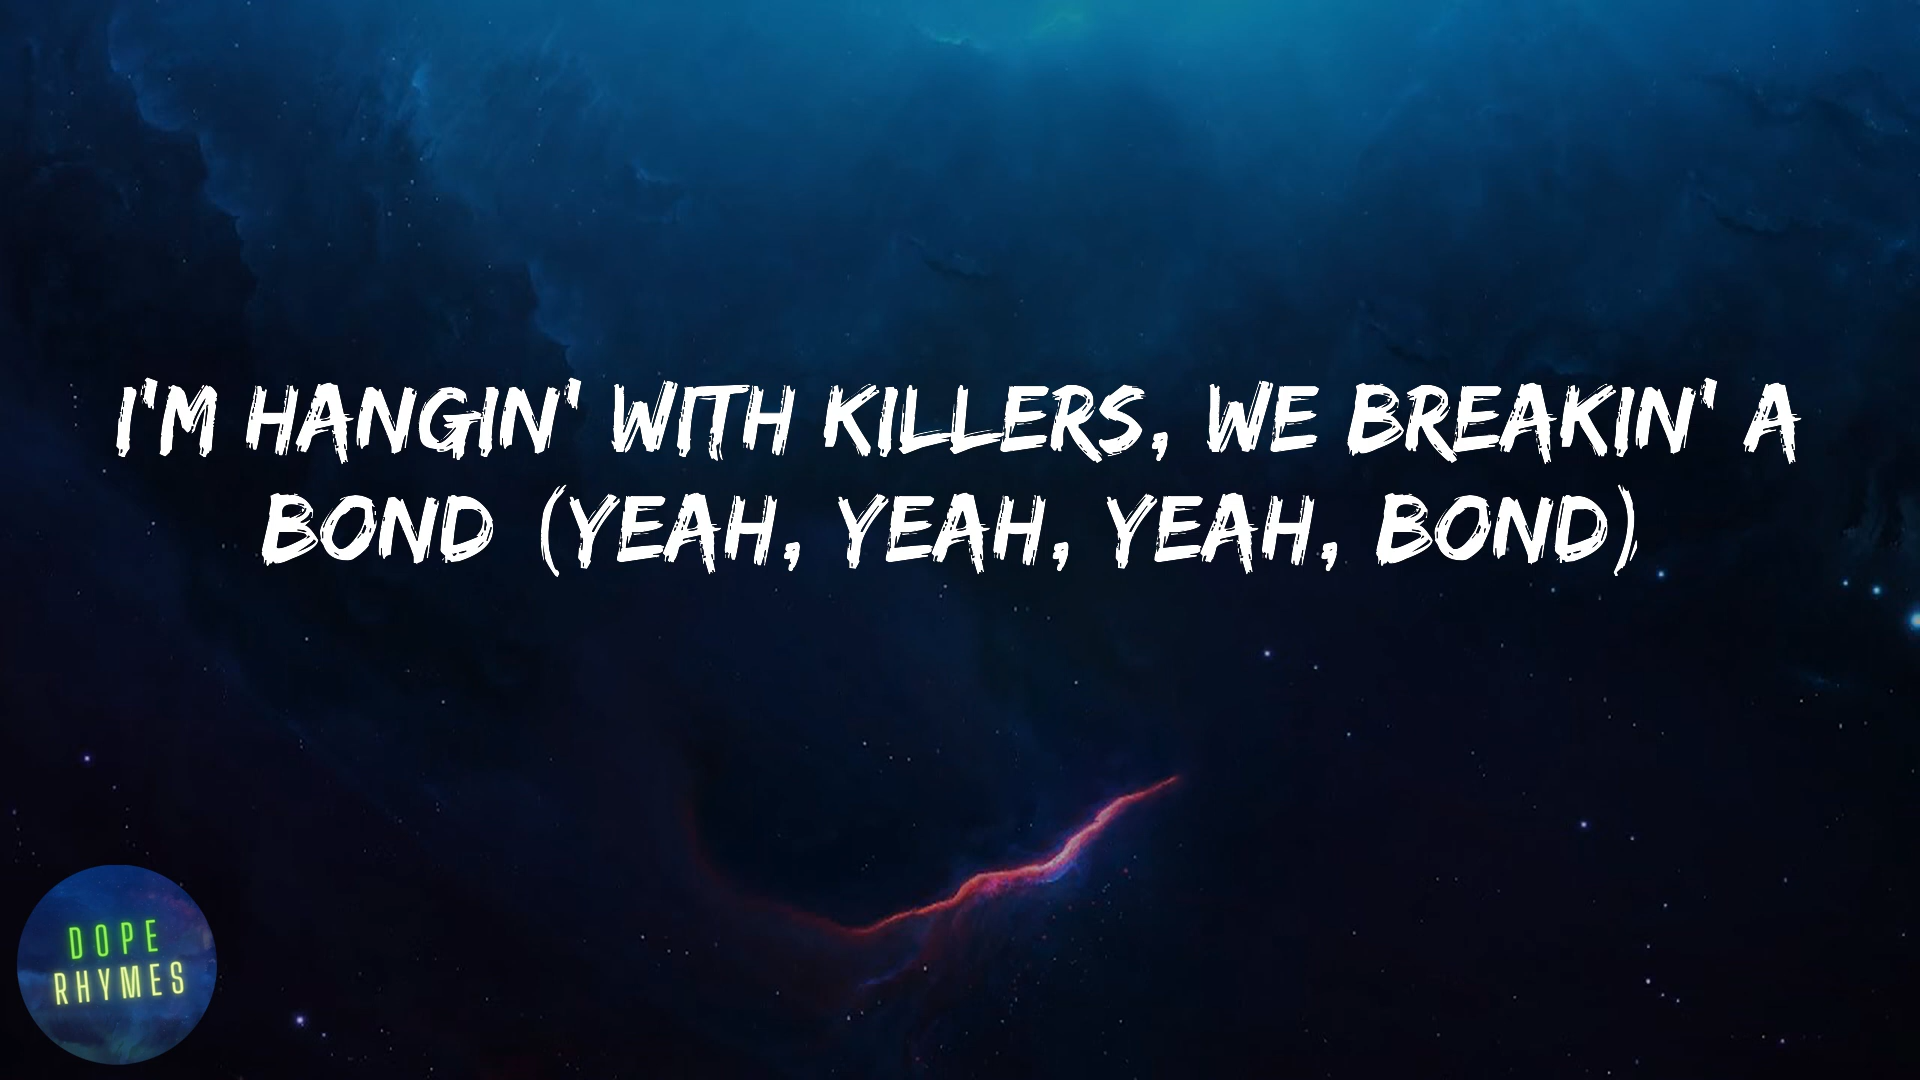 I'M HANGIN' WITH KILLERS, WE BREAKIN' A
BOND (YEAH, YEAH, YEAH, BOND)
DOPE
RHYMES